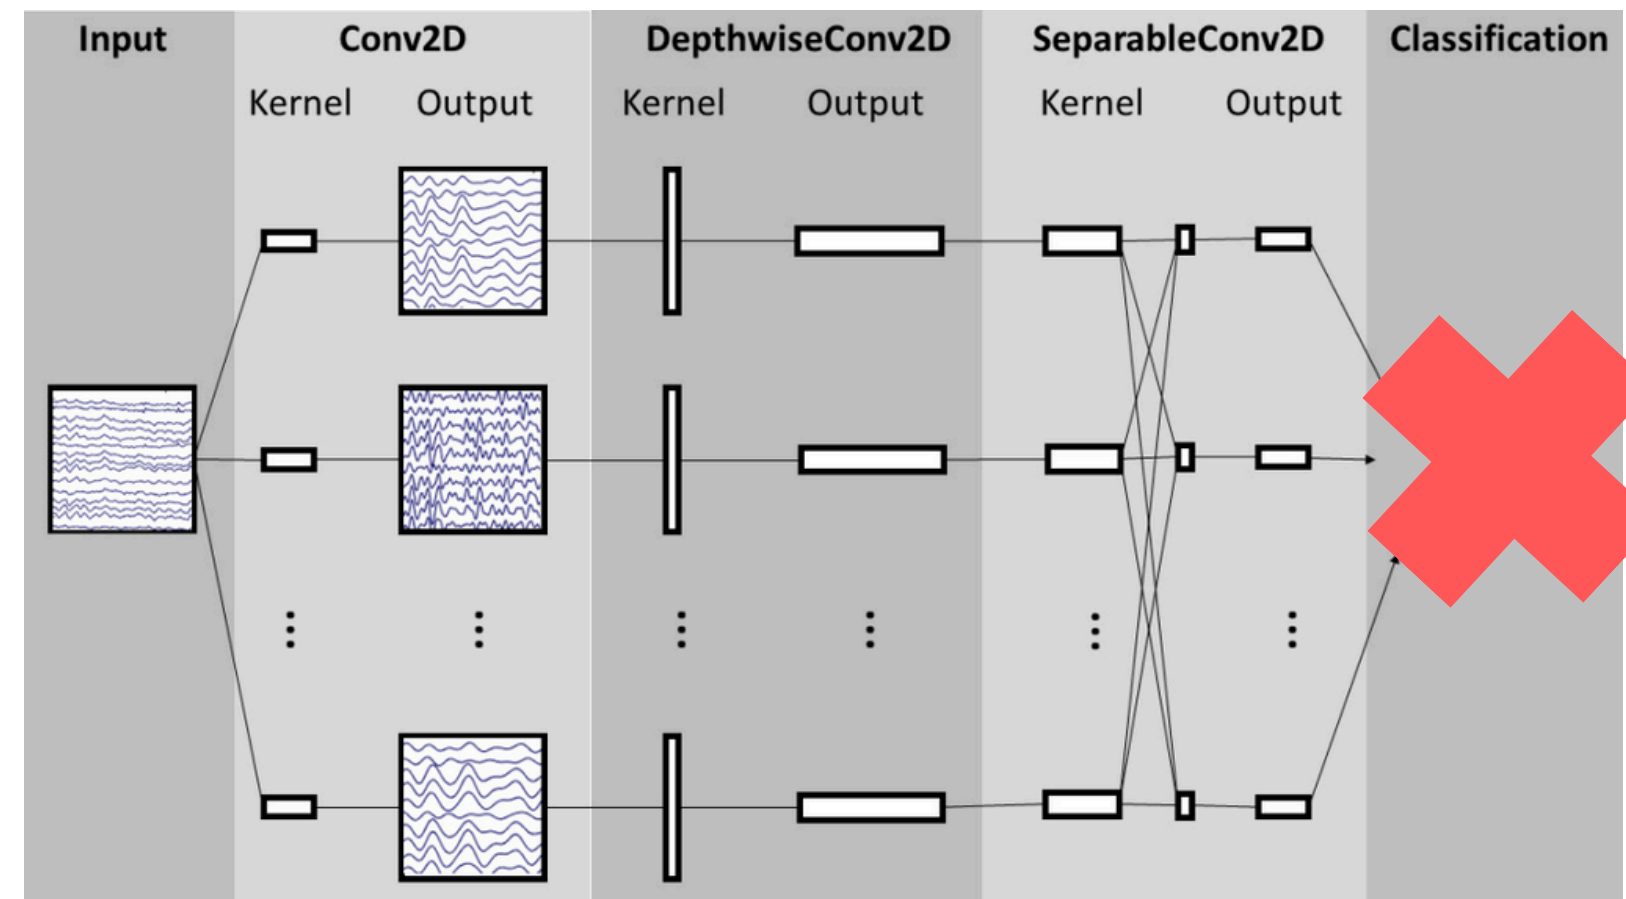 Input Conv2D DepthwiseConv2D SeparableConv2D Classification
Kernel Output Kernel Output Kernel Output